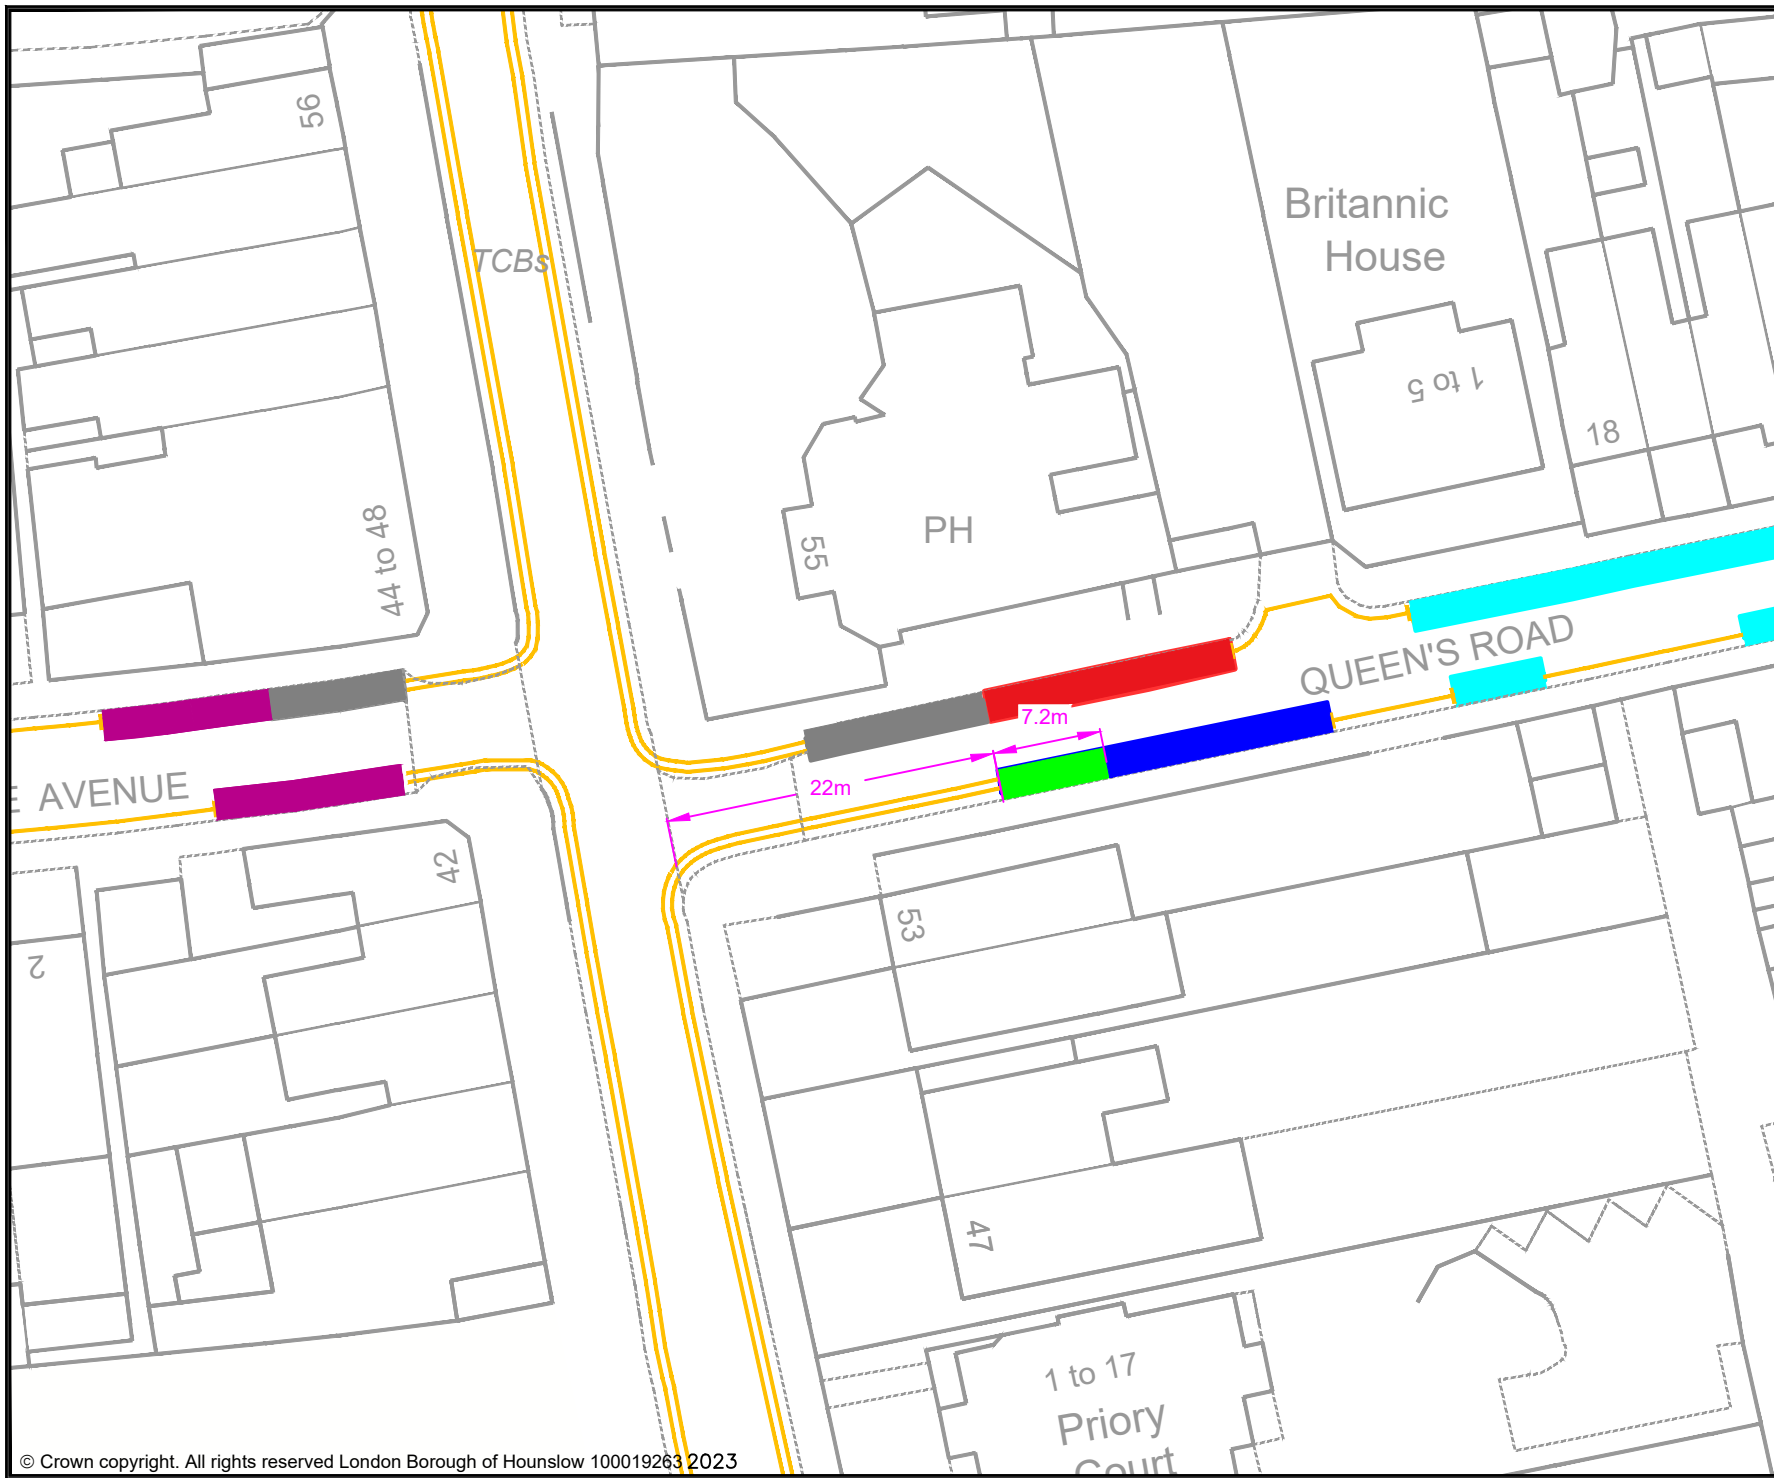 56
TCBs
Britannic
House
1 to 5
18
44 to 48
55
PH
QUEEN'S ROAD
7.2m
22m
E AVENUE
42
53
2
47
1 to 17
Priory
Court
© Crown copyright. All rights reserved London Borough of Hounslow 100019263 2023